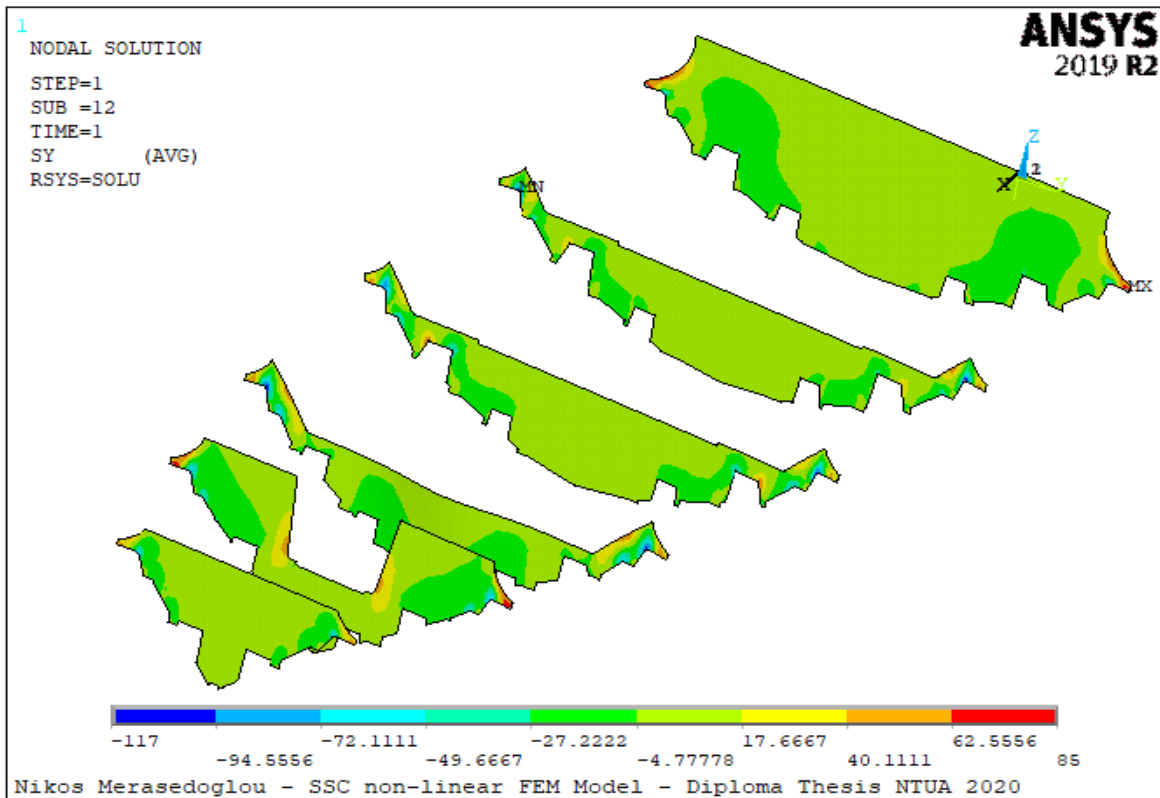 1
NODAL SOLUTION
STEP=1
SUB =12
TIME=1
SY (AVG)
RSYS=SOLU
ANSYS
2019 R2
Z
X
Y
MN
MX
-117 -72.1111 -27.2222 17.6667 62.5556
-94.5556 -49.6667 -4.77778 40.1111 85
Nikos Merasedoglou - SSC non-linear FEM Model - Diploma Thesis NTUA 2020